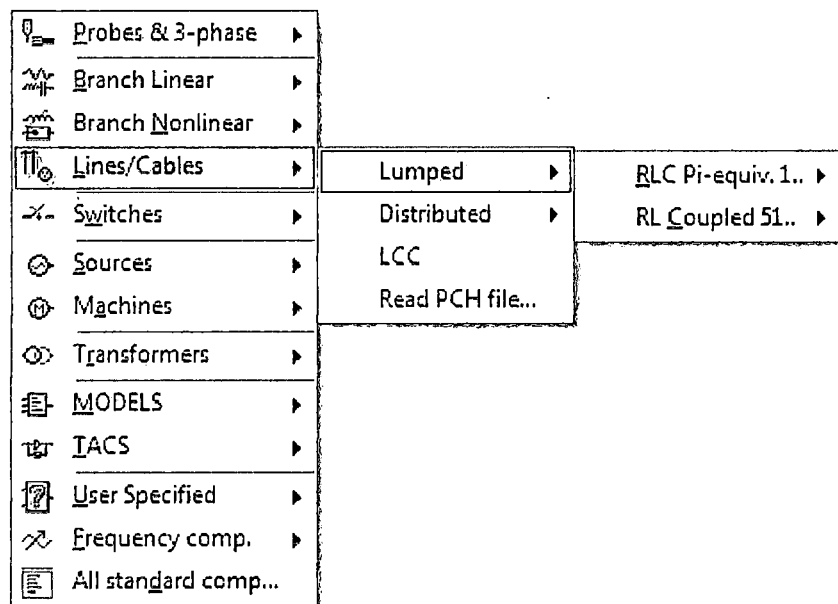 Probes & 3-phase
Branch Linear
Branch Nonlinear
Lines/Cables
Switches
Sources
Machines
Transformers
MODELS
TACS
User Specified
Frequency comp.
All standard comp...
Lumped
Distributed
LCC
Read PCH file...
RLC Pi-equiv. 1..
RL Coupled 51..